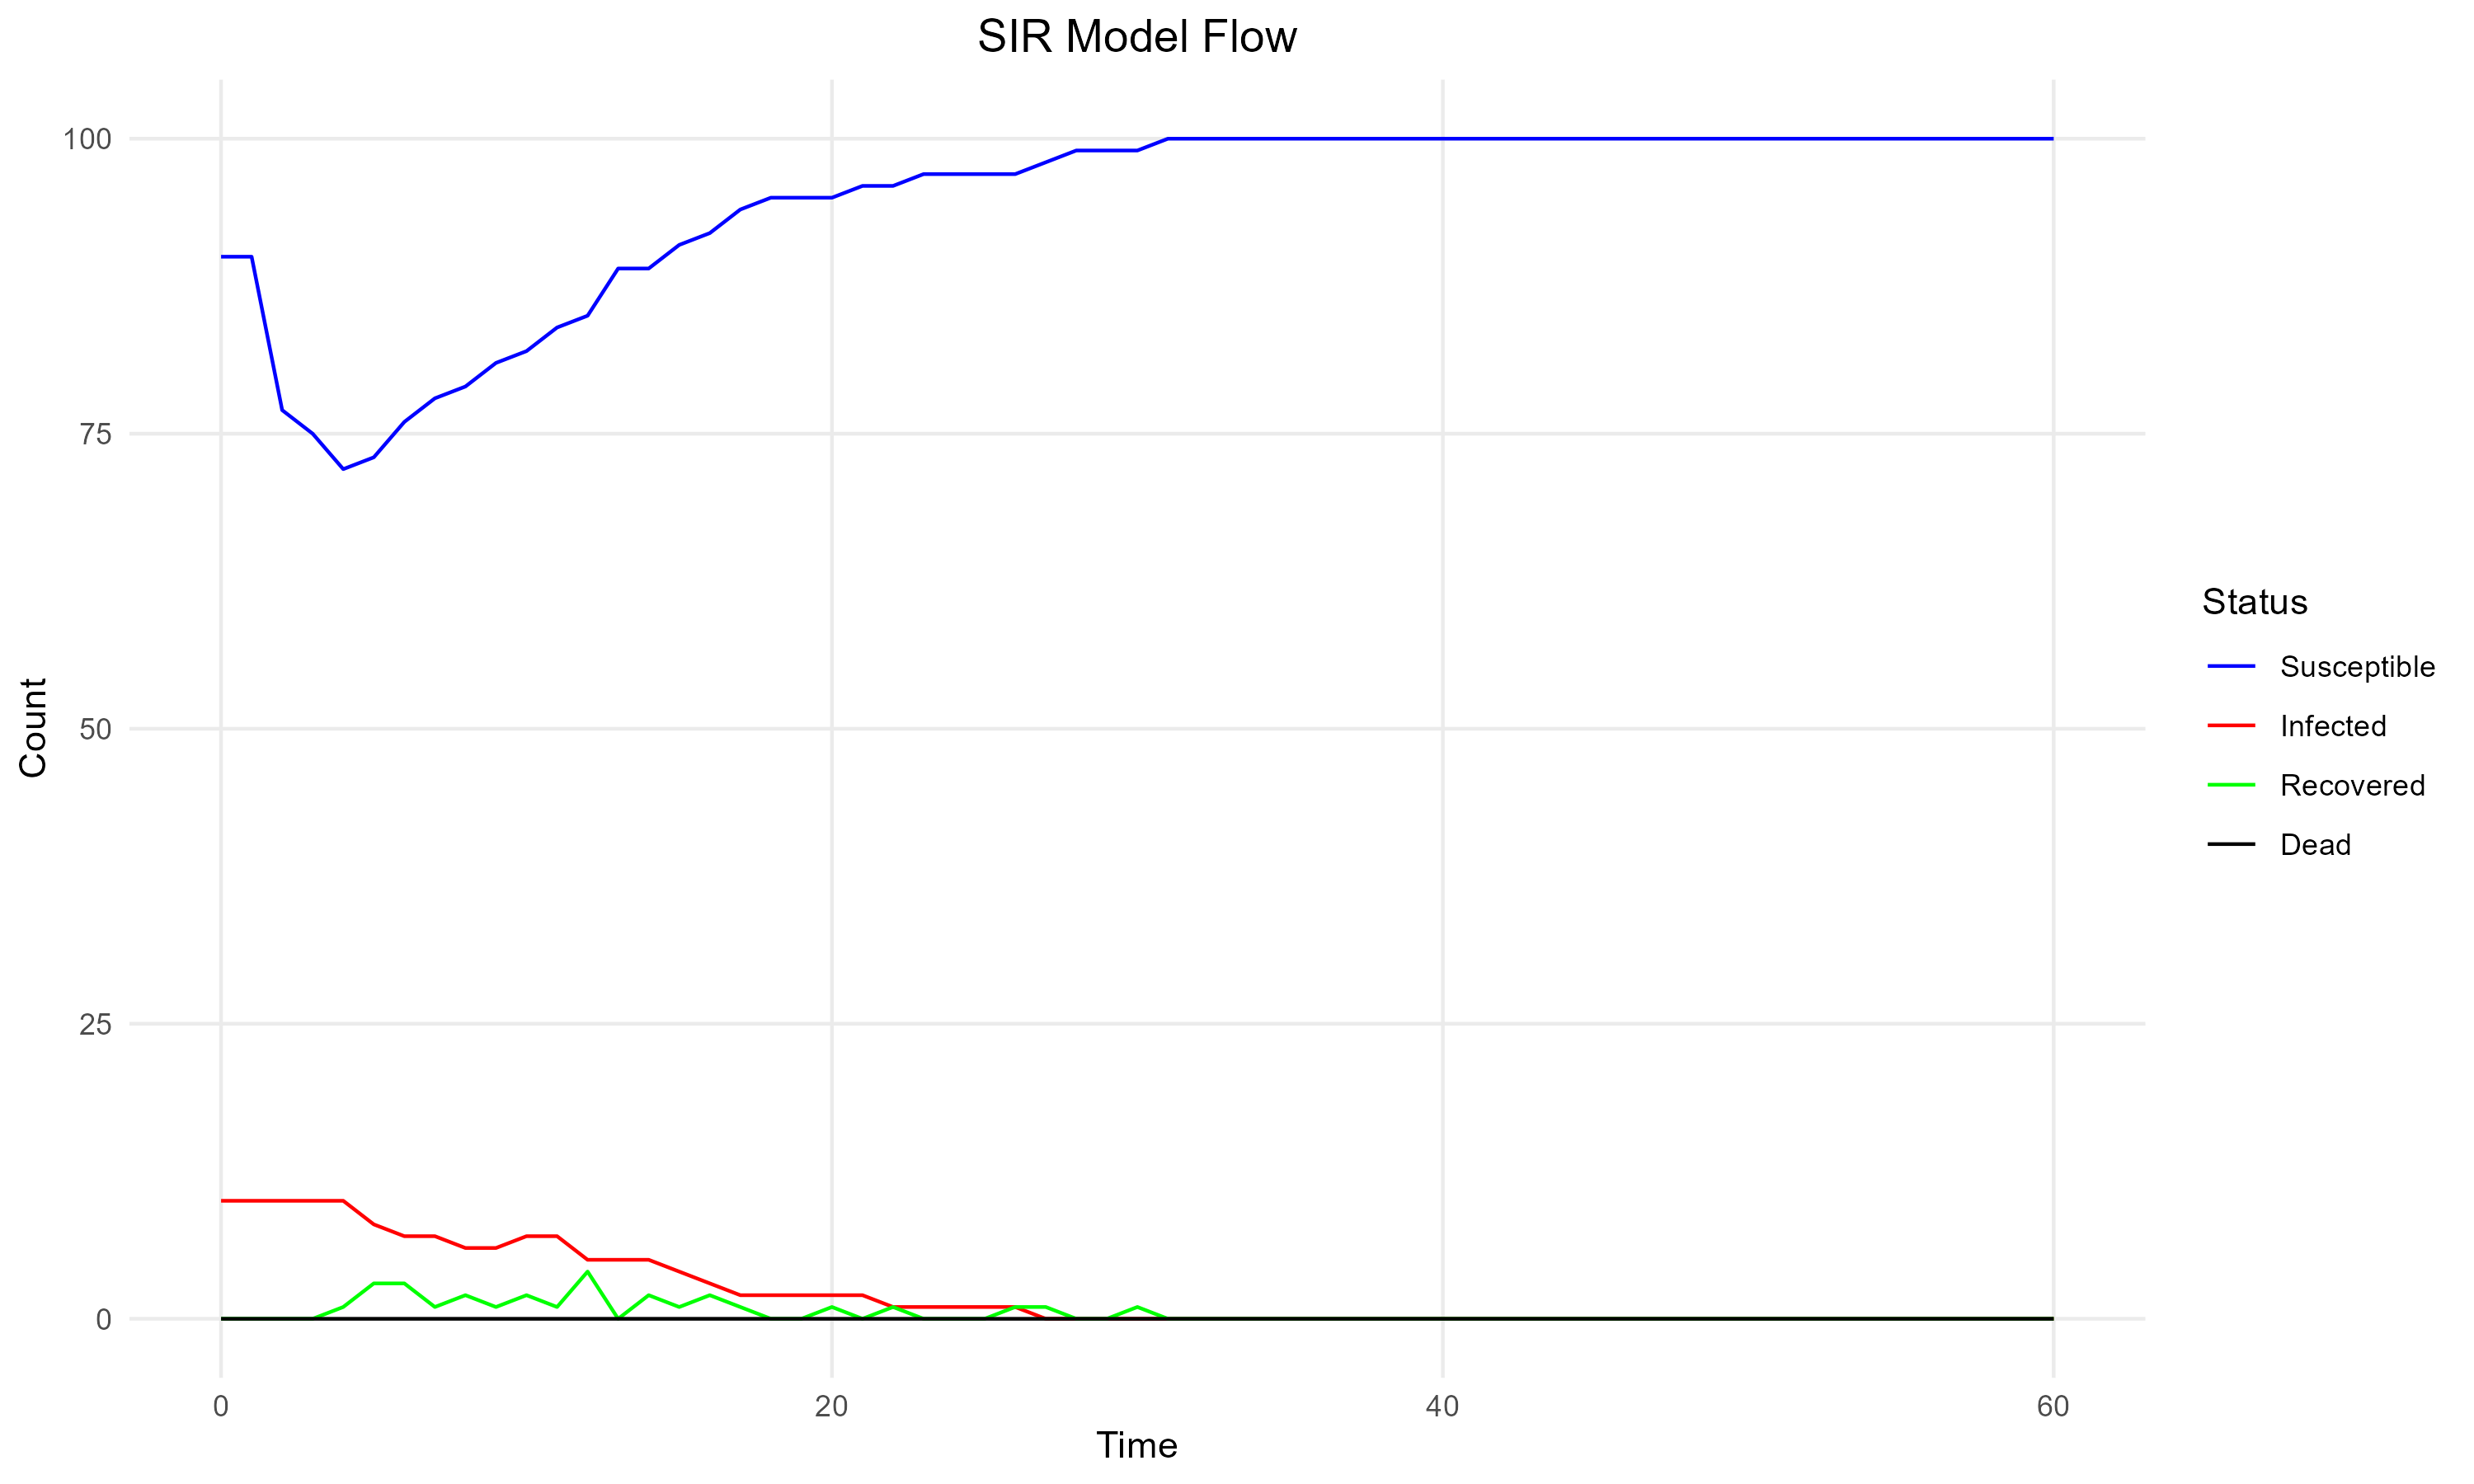 SIR Model Flow
100
75
50
25
0
Count
0
20
40
60
Time
Status
Susceptible
Infected
Recovered
Dead